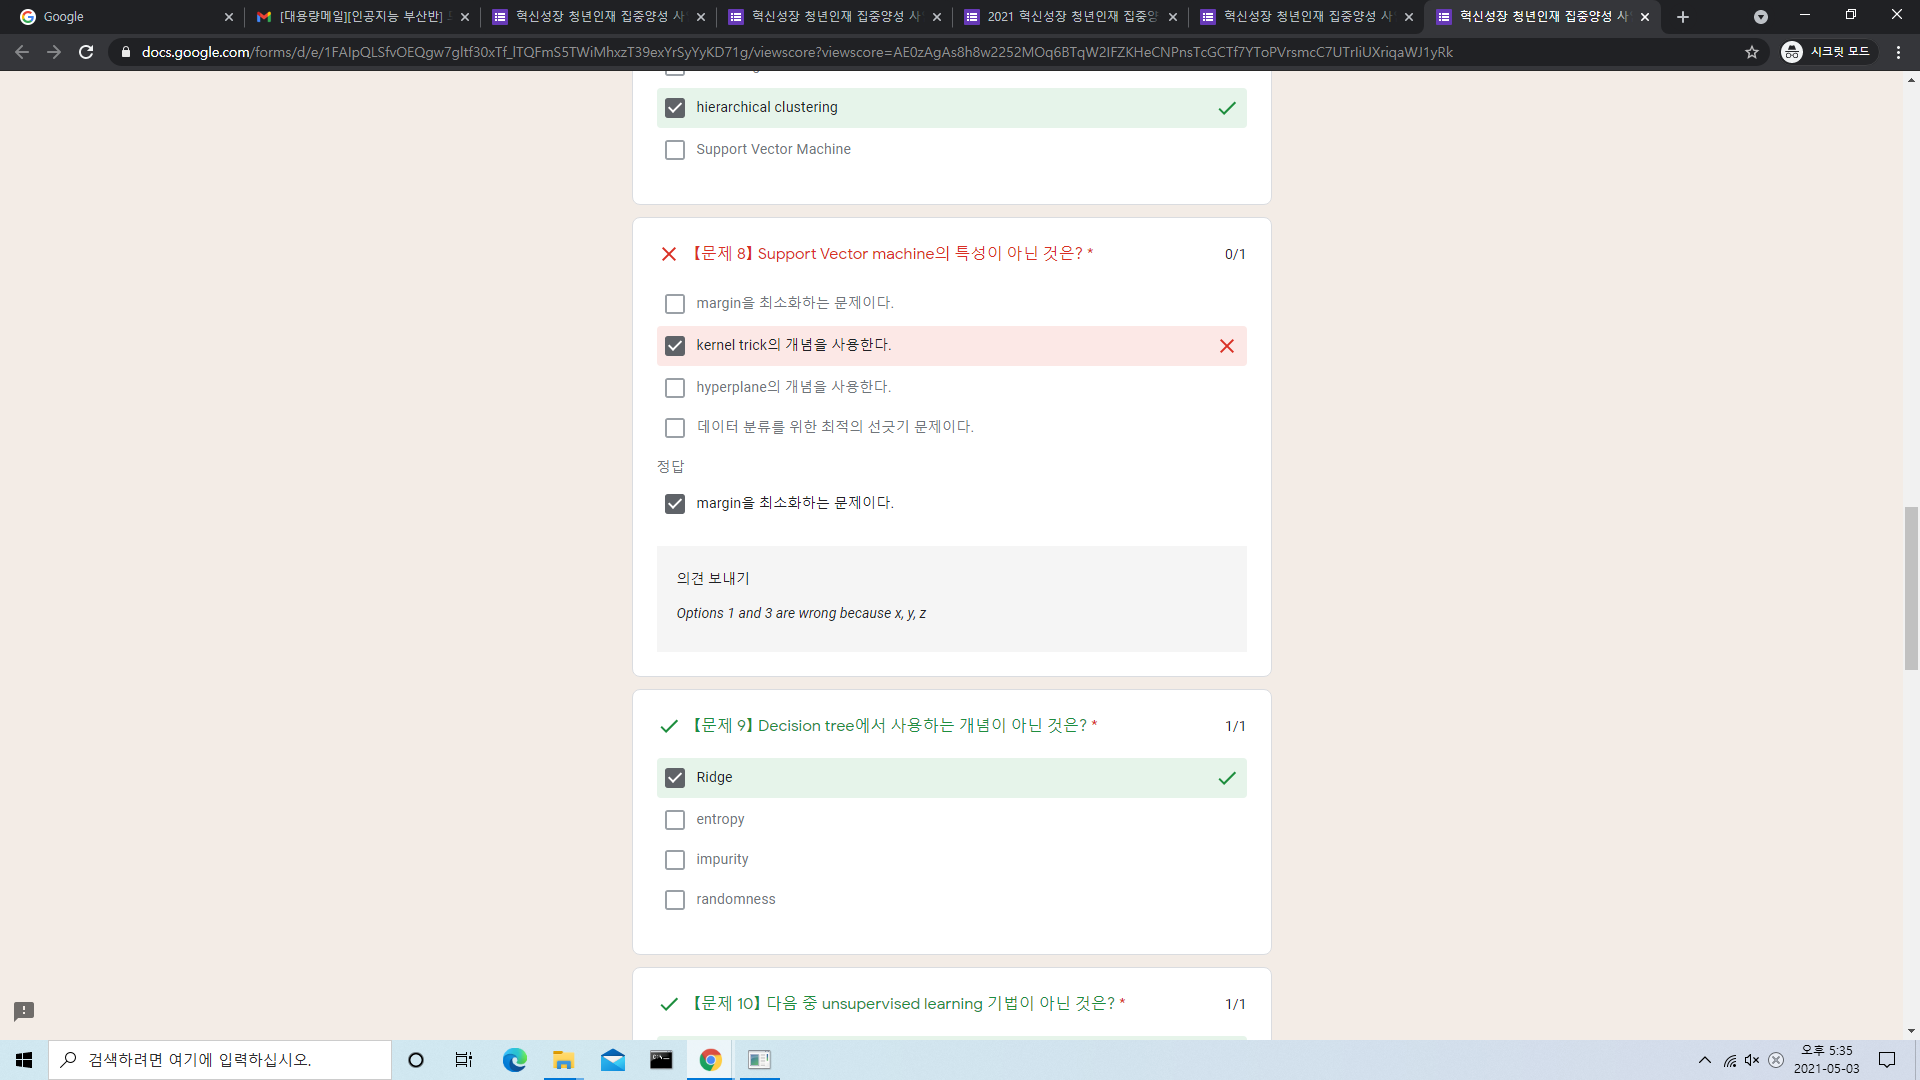 Google
[대용량메일][인공지능 부산반]
혁신성장 청년인재 집중양성 사
혁신성장 청년인재 집중양성 사
2021 혁신성장 청년인재 집중양
혁신성장 청년인재 집중양성 사
혁신성장 청년인재 집중양성 사
시크릿 모드
hierarchical clustering
Support Vector Machine
【문제 8】 Support Vector machine의 특성이 아닌 것은? *
0/1
margin을 최소화하는 문제이다.
kernel trick의 개념을 사용한다.
hyperplane의 개념을 사용한다.
데이터 분류를 위한 최적의 선긋기 문제이다.
정답
margin을 최소화하는 문제이다.
의견 보내기
Options 1 and 3 are wrong because x, y, z
【문제 9】 Decision tree에서 사용하는 개념이 아닌 것은? *
1/1
Ridge
entropy
impurity
randomness
【문제 10】 다음 중 unsupervised learning 기법이 아닌 것은? *
1/1
검색하려면 여기에 입력하십시오.
오후 5:35
2021-05-03